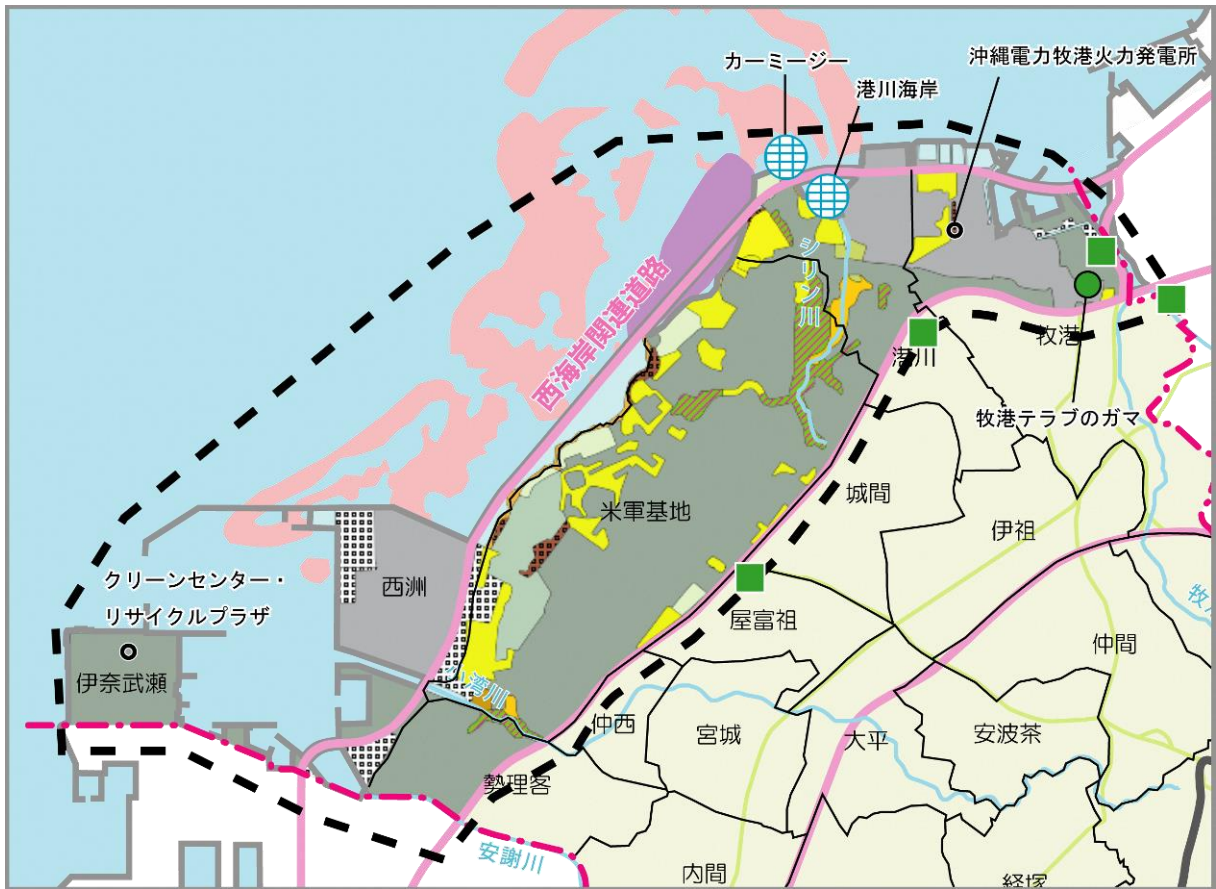 カーミージー
沖縄電力牧港火力発電所
港川海岸
シリン川
西海岸関連道路
港川
牧港
牧港テラブのガマ
城間
米軍基地
伊祖
クリーンセンター・
リサイクルプラザ
西洲
屋富祖
仲間
伊奈武瀬
小湾川
仲西
宮城
大平
安波茶
勢理客
安謝川
内間
経塚